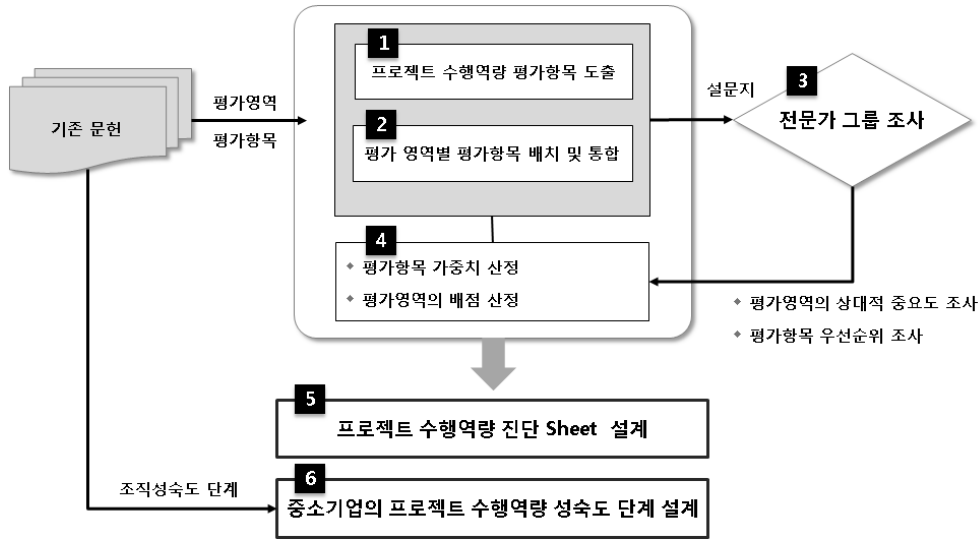 기존 문헌
평가영역
평가항목
1
프로젝트 수행역량 평가항목 도출
2
평가 영역별 평가항목 배치 및 통합
설문지
3
전문가 그룹 조사
4
평가항목 가중치 산정
평가영역의 배점 산정
평가영역의 상대적 중요도 조사
평가항목 우선순위 조사
5
프로젝트 수행역량 진단 Sheet 설계
조직성숙도 단계
6
중소기업의 프로젝트 수행역량 성숙도 단계 설계